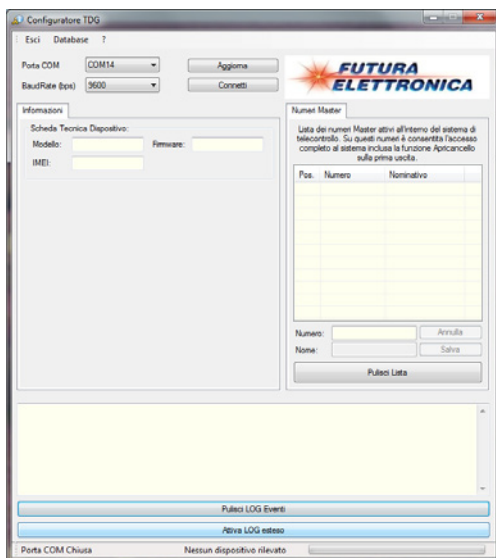 Configuratore TDG
Esci Database ?
Porta COM COM14 Aggiorna
BaudRate (bps) 9600 Connetti
FUTURA
ELETTRONICA
Informazioni
Scheda Tecnica Dispositivo:
Modello: Firmware:
IMEI:
Numeri Master
Lista dei numeri Master attivi all'interno del sistema di
telecontrollo. Su questi numeri è consentita l'accesso
completo al sistema inclusa la funzione Apricancello
sulla prima uscita.
Pos. Numero Nominativo
Numero: Annulla
Nome: Salva
Pulisci Lista
Pulisci LOG Eventi
Attiva LOG esteso
Porta COM Chiusa Nessun dispositivo rilevato